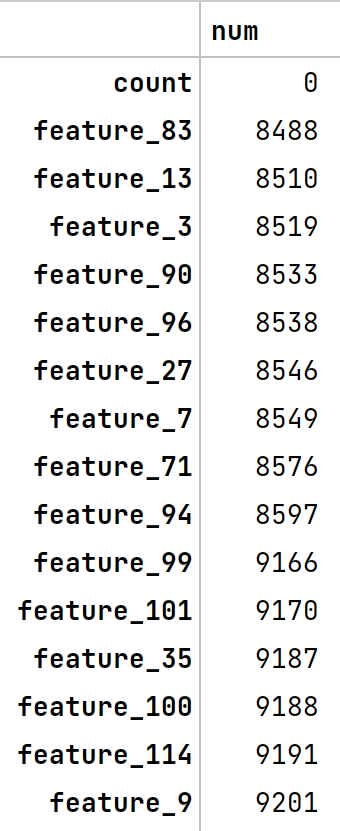 num
count 0
feature_83 8488
feature_13 8510
feature_3 8519
feature_90 8533
feature_96 8538
feature_27 8546
feature_7 8549
feature_71 8576
feature_94 8597
feature_99 9166
feature_101 9170
feature_35 9187
feature_100 9188
feature_114 9191
feature_9 9201